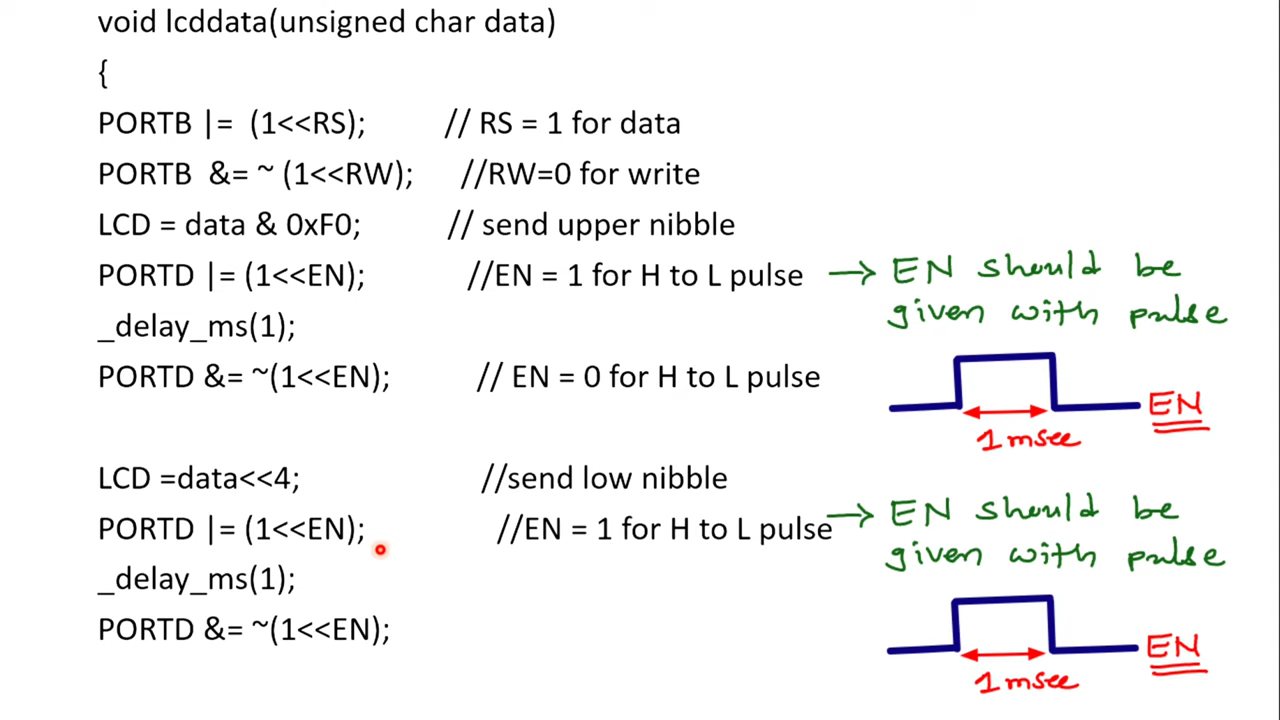 void lcddata(unsigned char data)
{
PORTB |= (1<<RS); // RS = 1 for data
PORTB &= ~ (1<<RW); //RW=0 for write
LCD = data & 0xF0; // send upper nibble
PORTD |= (1<<EN); //EN = 1 for H to L pulse → EN should be
given with pulse
_delay_ms(1);
PORTD &= ~(1<<EN); // EN = 0 for H to L pulse
EN
1 msec
LCD =data<<4; //send low nibble
PORTD |= (1<<EN); //EN = 1 for H to L pulse → EN should be
given with pulse
_delay_ms(1);
PORTD &= ~(1<<EN);
EN
1 msec